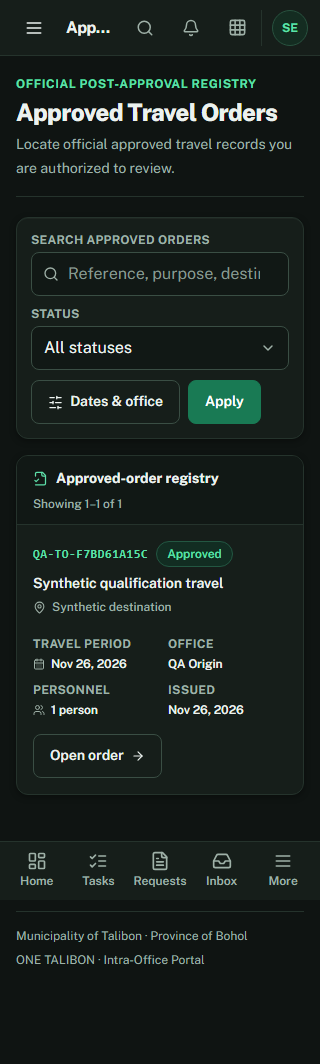 App...
SE
OFFICIAL POST-APPROVAL REGISTRY
Approved Travel Orders
Locate official approved travel records you
are authorized to review.
SEARCH APPROVED ORDERS
Reference, purpose, desti
STATUS
All statuses
Dates & office
Apply
Approved-order registry
Showing 1–1 of 1
QA-TO-F7BD61A15C
Approved
Synthetic qualification travel
Synthetic destination
TRAVEL PERIOD
OFFICE
Nov 26, 2026
QA Origin
PERSONNEL
ISSUED
1 person
Nov 26, 2026
Open order
Home
Tasks
Requests
Inbox
More
Municipality of Talibon · Province of Bohol
ONE TALIBON · Intra-Office Portal